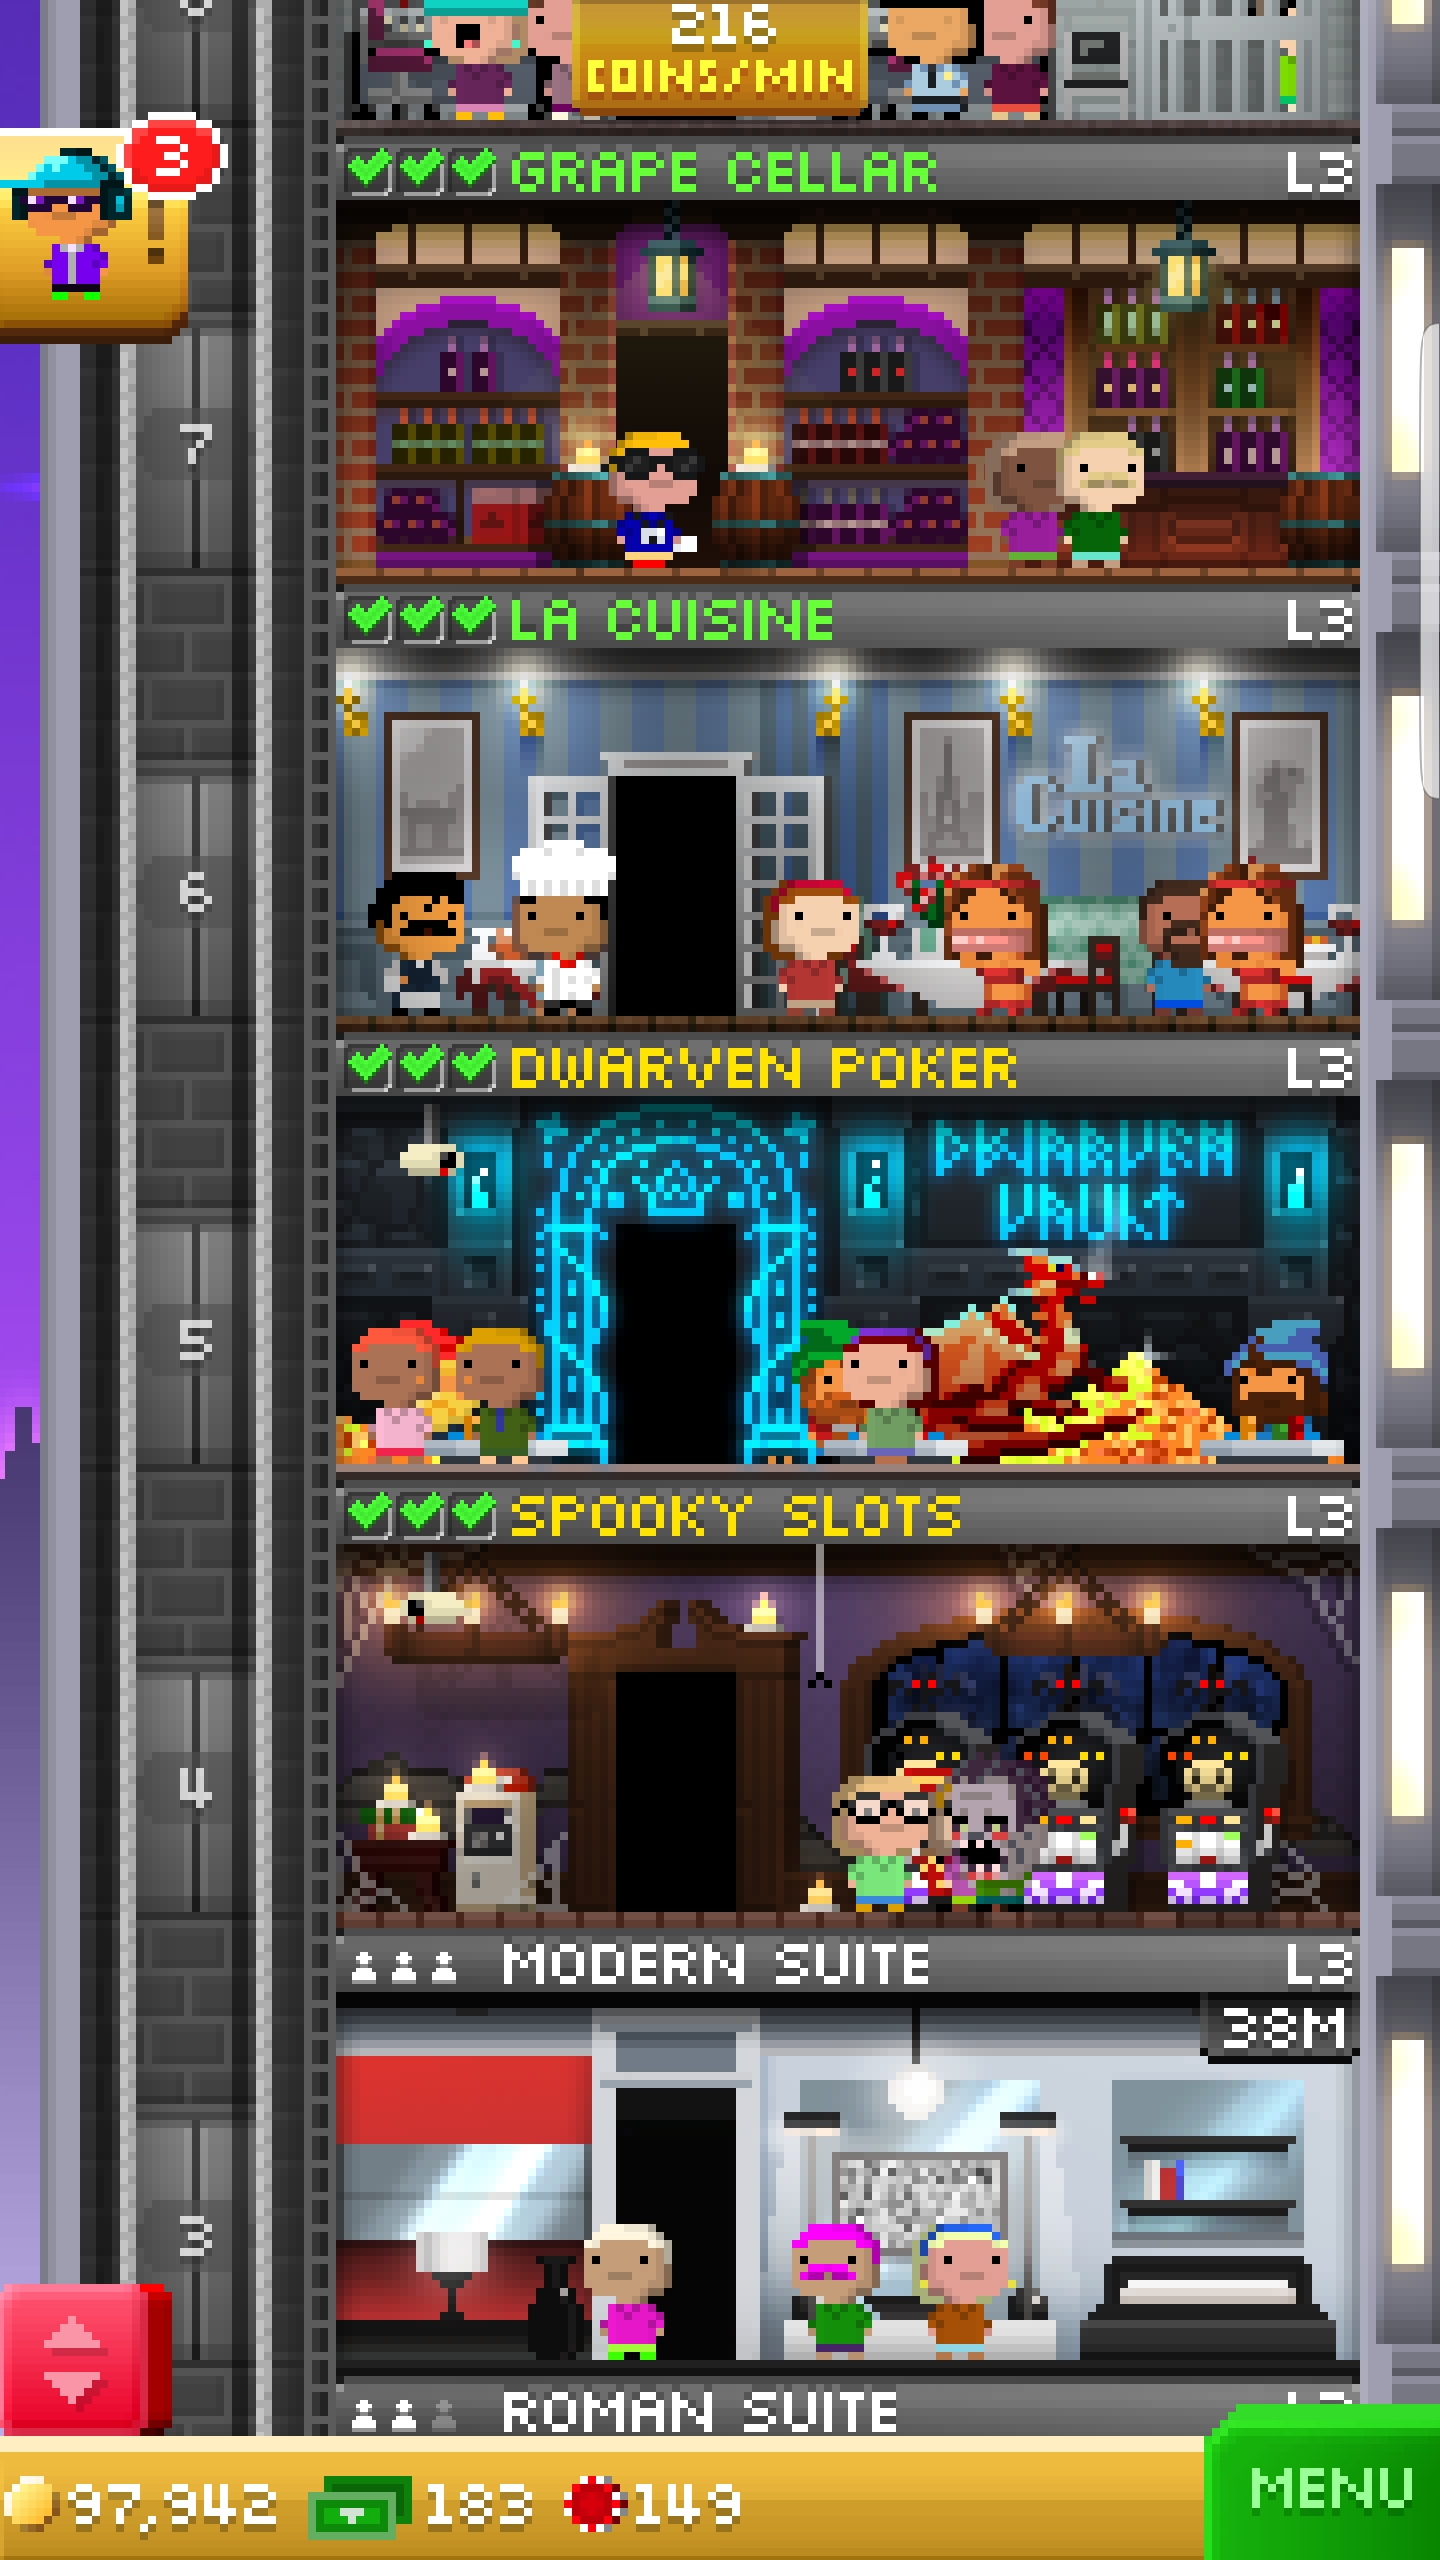 216
COINS/MIN
3
!
GRAPE CELLAR L3
7
LA CUISINE L3
La
Cuisine
6
DWARVEN POKER L3
DWARVEN
VAULT
5
SPOOKY SLOTS L3
4
MODERN SUITE L3
38M
3
ROMAN SUITE
97,942 183 149
MENU